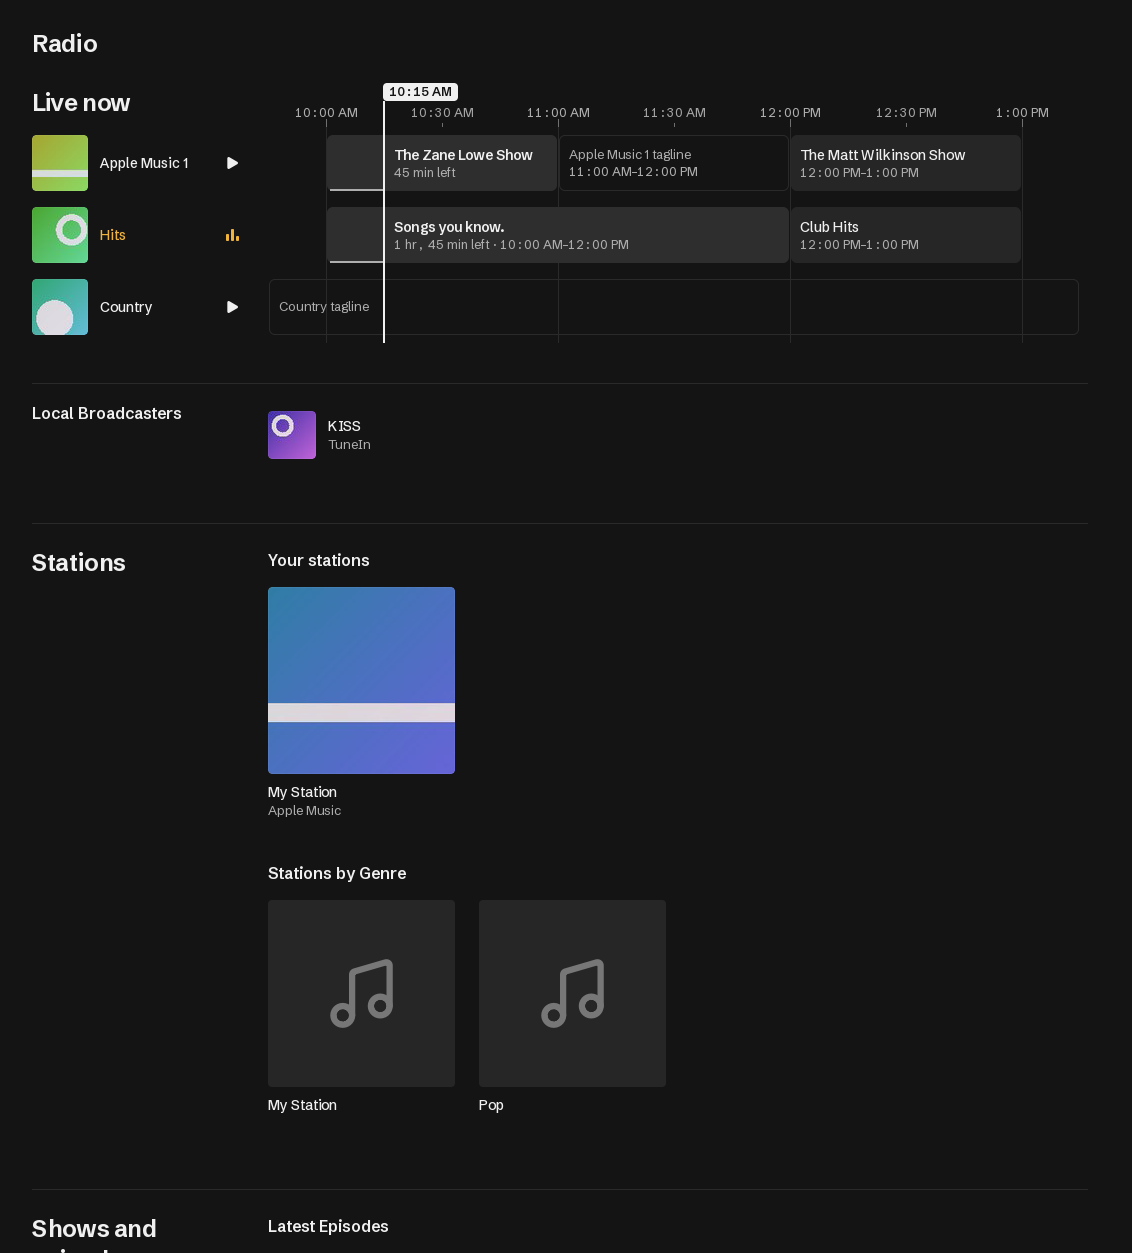 Radio
Live now
10:15 AM
10:00 AM
10:30 AM
11:00 AM
11:30 AM
12:00 PM
12:30 PM
1:00 PM
Apple Music 1
The Zane Lowe Show
45 min left
Apple Music 1 tagline
11:00 AM–12:00 PM
The Matt Wilkinson Show
12:00 PM–1:00 PM
Hits
Songs you know.
1 hr, 45 min left · 10:00 AM–12:00 PM
Club Hits
12:00 PM–1:00 PM
Country
Country tagline
Local Broadcasters
KISS
TuneIn
Stations
Your stations
My Station
Apple Music
Stations by Genre
My Station
Pop
Shows and
Latest Episodes